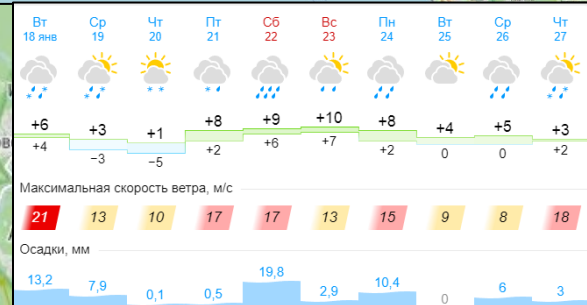 Вт Ср Чт Пт Сб Вс Пн Вт Ср Чт
18 янв 19 20 21 22 23 24 25 26 27
+6 +3 +1 +8 +9 +10 +8 +4 +5 +3
+4 −3 −5 +2 +6 +7 +2 0 0 +2
Максимальная скорость ветра, м/с
21 13 10 17 17 13 15 9 8 18
Осадки, мм
13,2 7,9 0,1 0,5 19,8 2,9 10,4 0 6 3